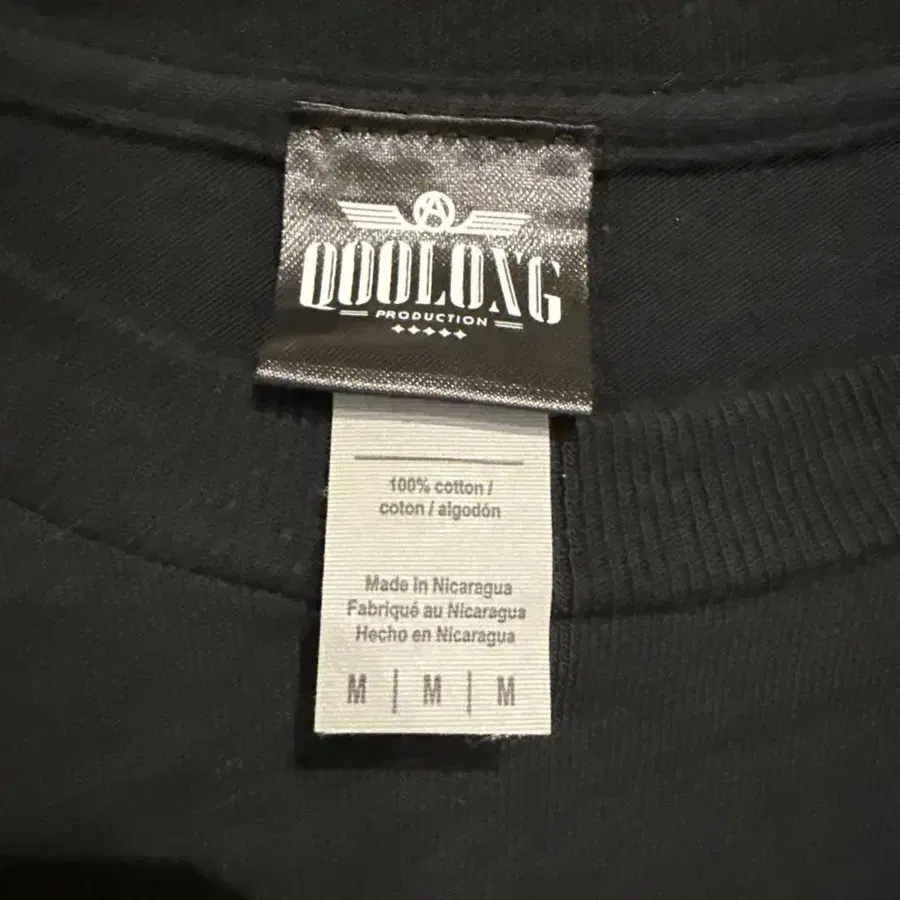 A
QOOLONG
PRODUCTION
100% cotton /
coton / algodón
Made in Nicaragua
Fabriqué au Nicaragua
Hecho en Nicaragua
M | M | M